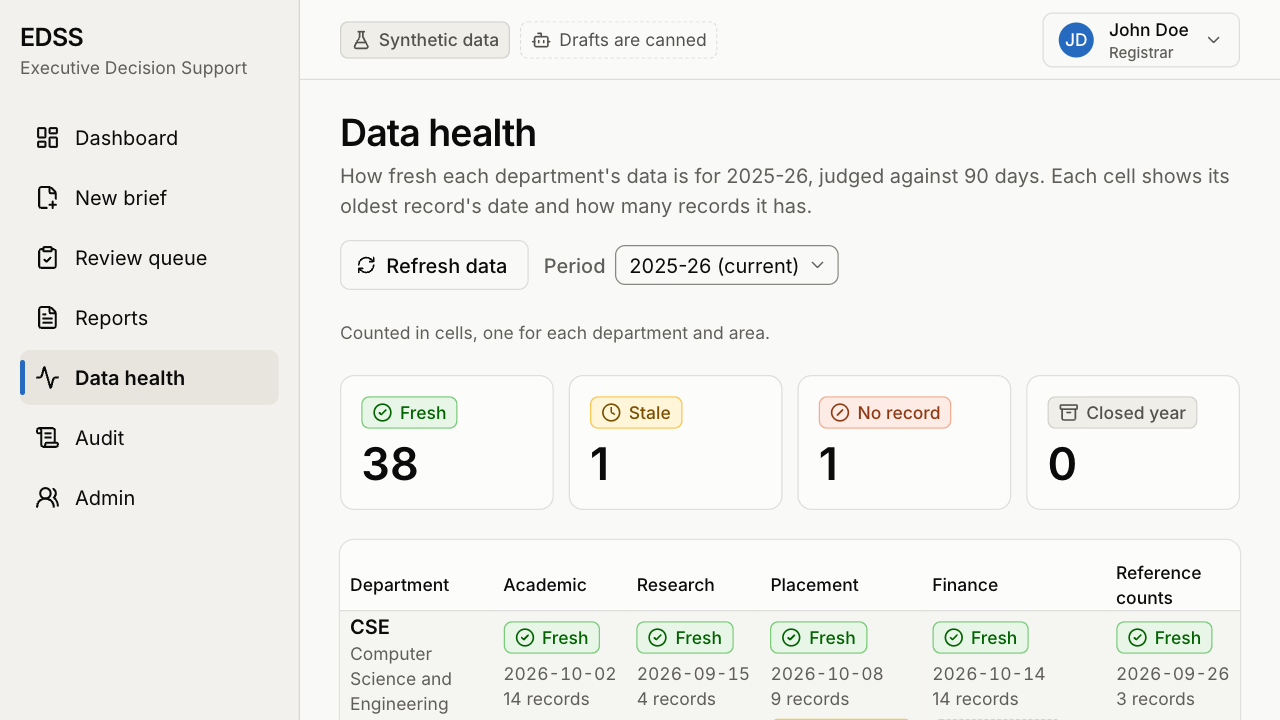 EDSS
Executive Decision Support
Dashboard
New brief
Review queue
Reports
Data health
Audit
Admin
Synthetic data
Drafts are canned
JD
John Doe
Registrar
Data health
How fresh each department's data is for 2025-26, judged against 90 days. Each cell shows its
oldest record's date and how many records it has.
Refresh data
Period
2025-26 (current)
Counted in cells, one for each department and area.
Fresh
38
Stale
1
No record
1
Closed year
0
Department Academic Research Placement Finance Reference counts
CSE
Computer
Science and
Engineering
Fresh
2026-10-02
14 records
Fresh
2026-09-15
4 records
Fresh
2026-10-08
9 records
Fresh
2026-10-14
14 records
Fresh
2026-09-26
3 records